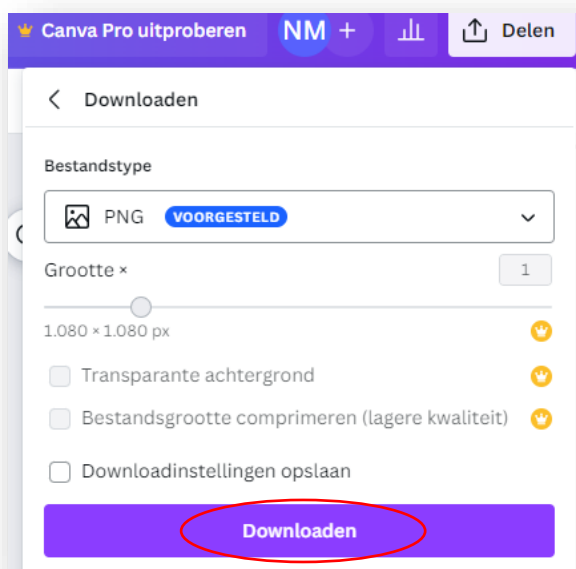 Canva Pro uitproberen NM + Delen
Downloaden
Bestandstype
PNG VOORGESTELD
Grootte × 1
1.080 × 1.080 px
Transparante achtergrond
Bestandsgrootte comprimeren (lagere kwaliteit)
Downloadinstellingen opslaan
Downloaden